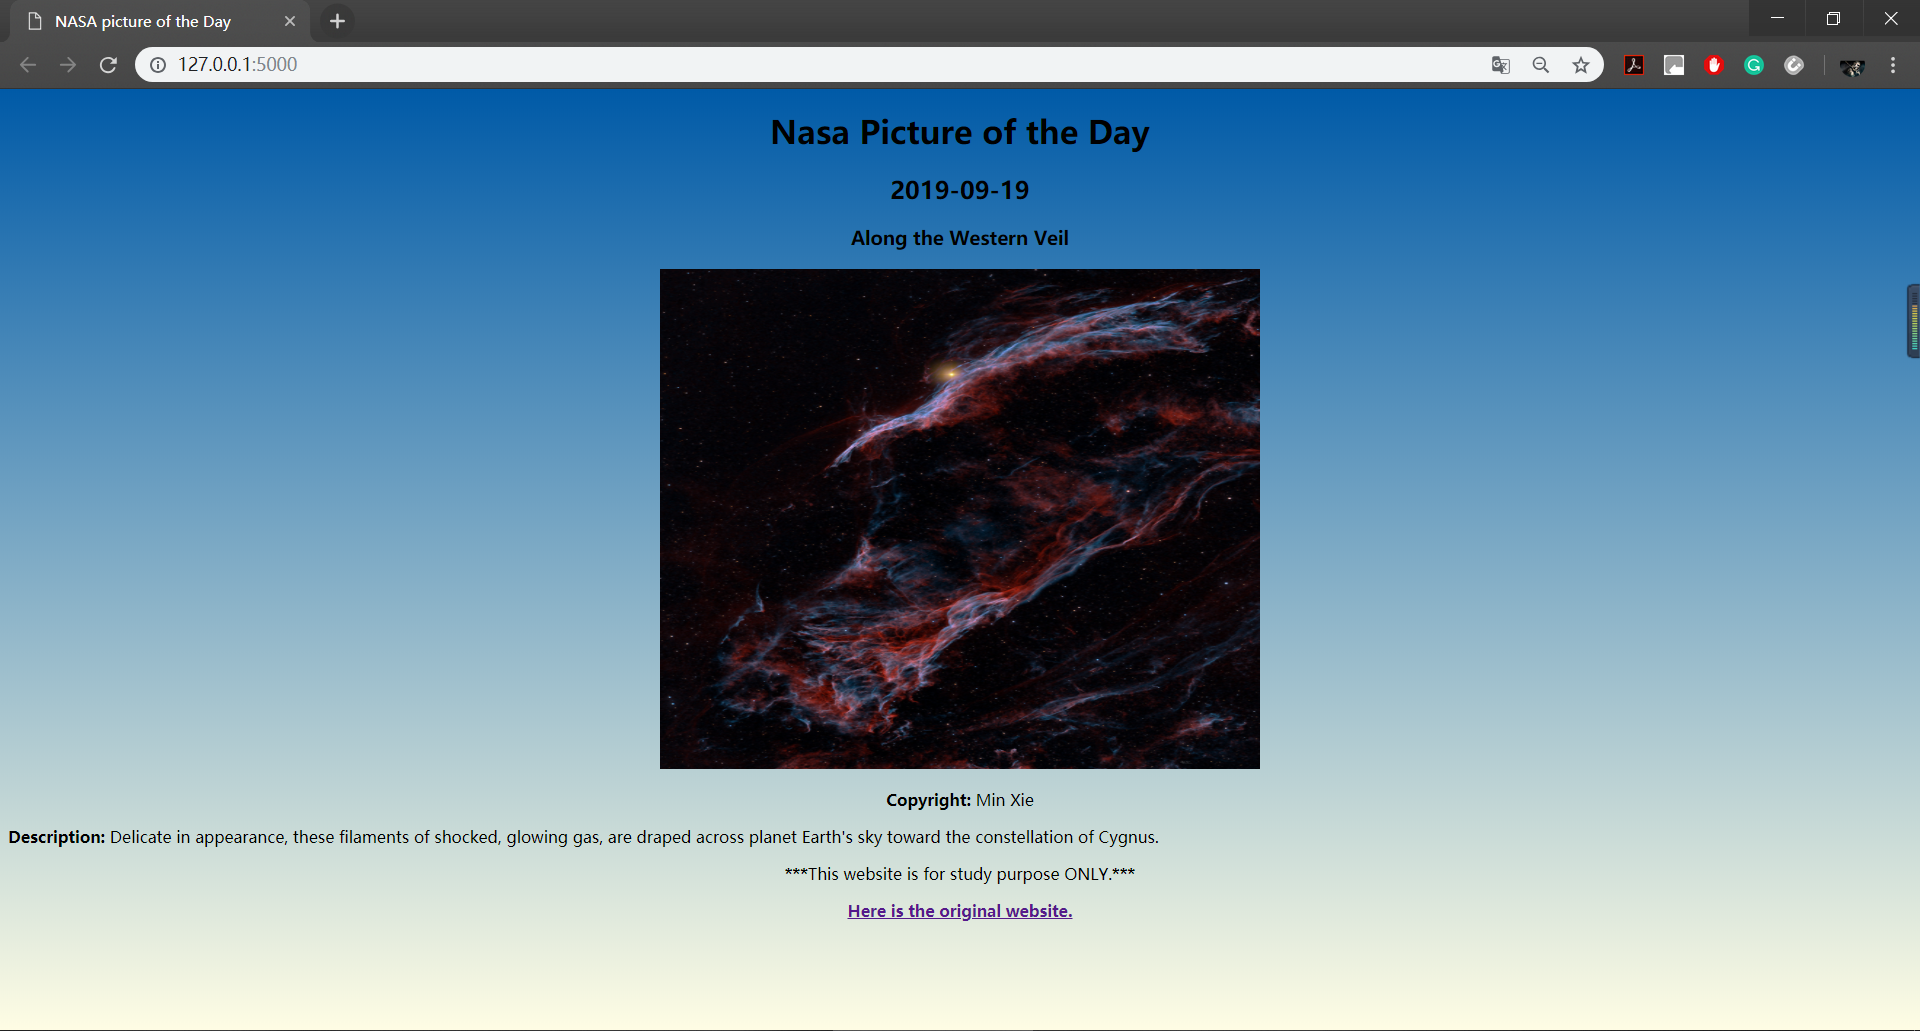 NASA picture of the Day
127.0.0.1:5000
Nasa Picture of the Day
2019-09-19
Along the Western Veil
Copyright: Min Xie
Description: Delicate in appearance, these filaments of shocked, glowing gas, are draped across planet Earth's sky toward the constellation of Cygnus.
***This website is for study purpose ONLY.***
Here is the original website.